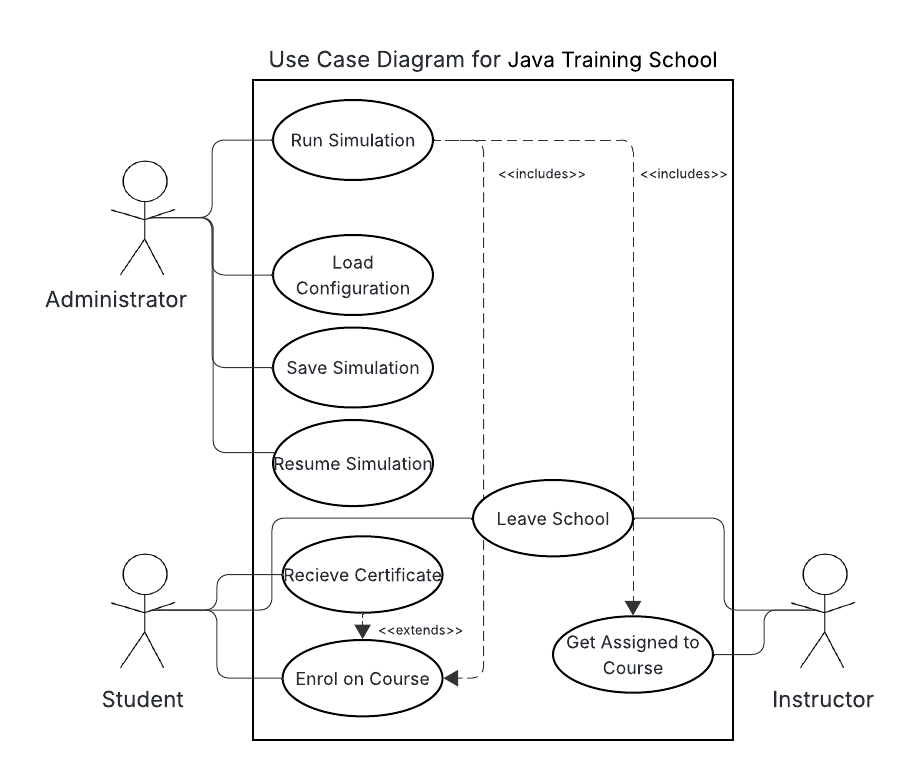 Use Case Diagram for Java Training School
Run Simulation
<<includes>>
<<includes>>
Administrator
Load
Configuration
Save Simulation
Resume Simulation
Leave School
Recieve Certificate
<<extends>>
Get Assigned to
Course
Enrol on Course
Student
Instructor